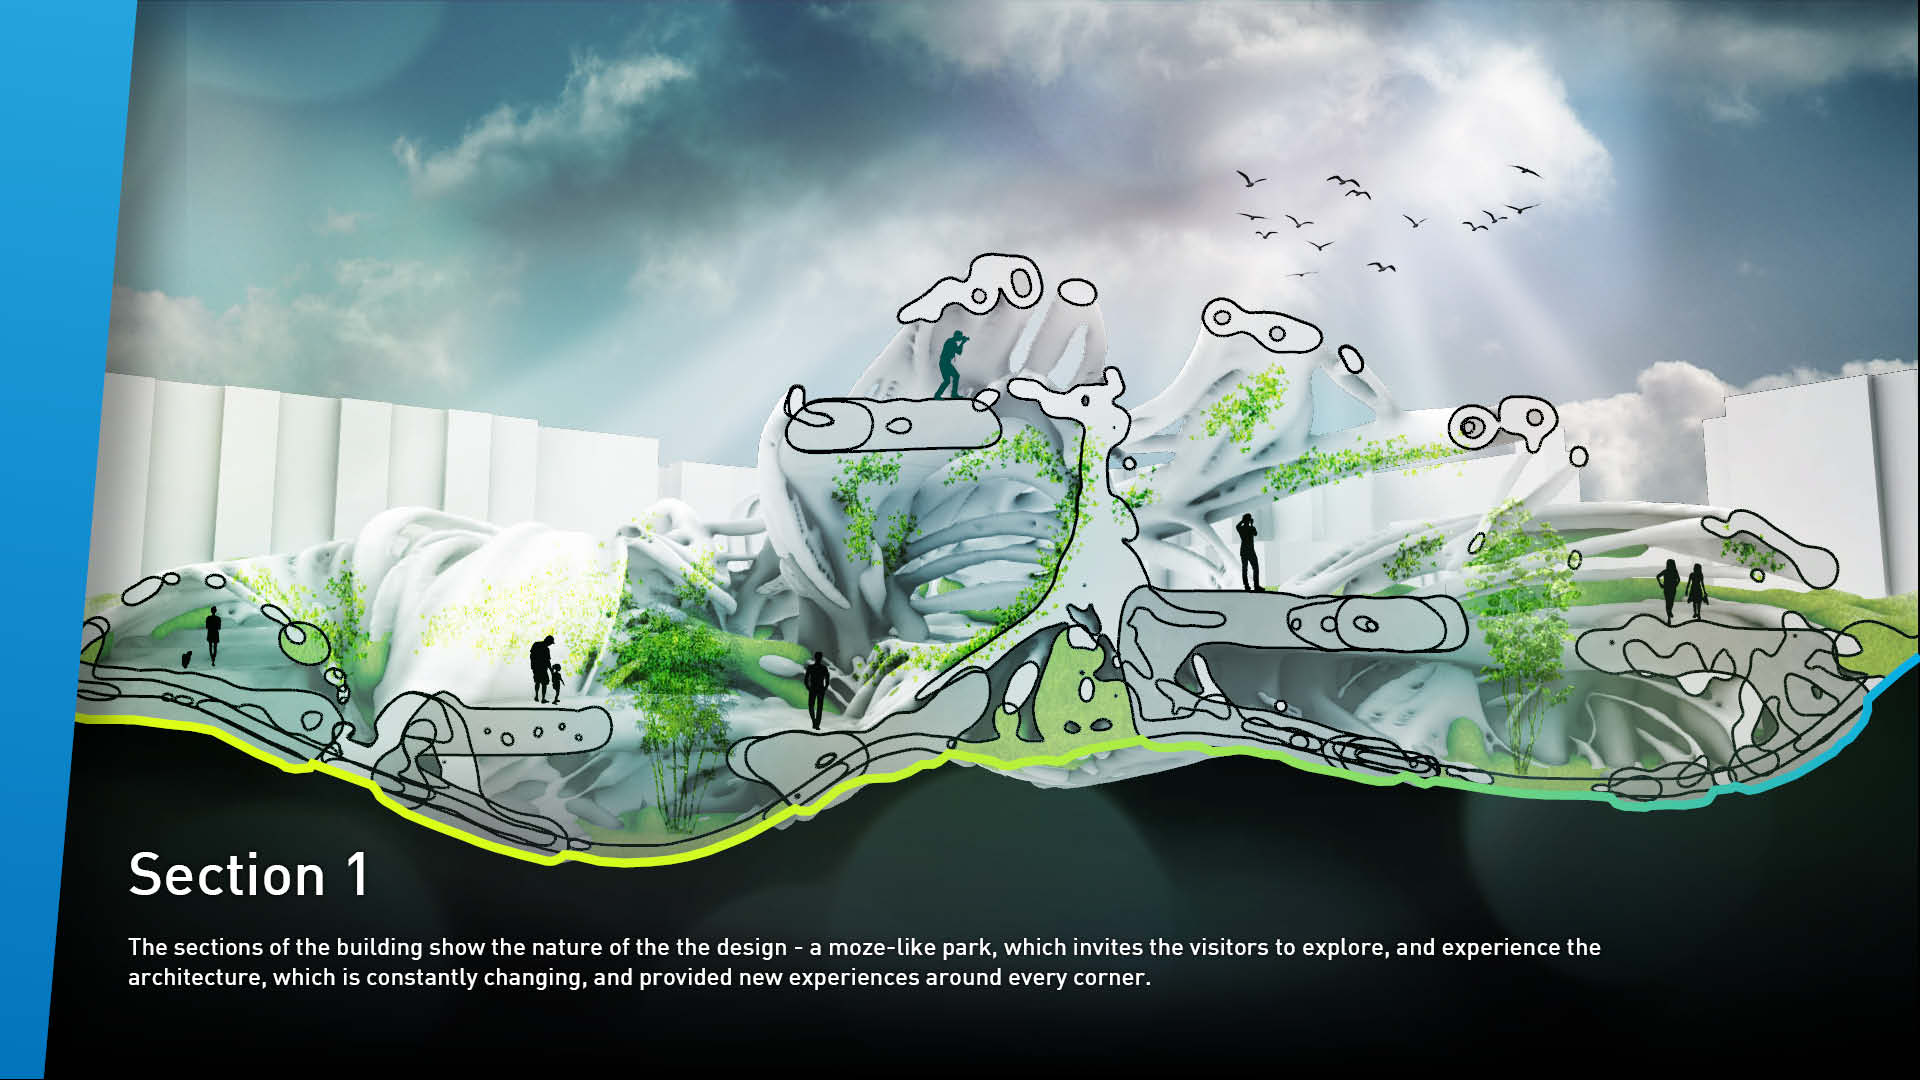 Section 1
The sections of the building show the nature of the the design - a moze-like park, which invites the visitors to explore, and experience the
architecture, which is constantly changing, and provided new experiences around every corner.